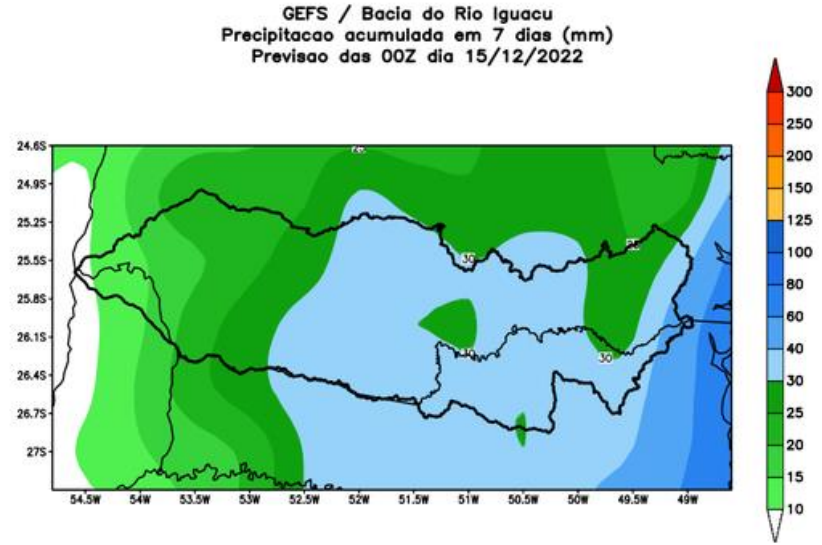 GEFS / Bacia do Rio Iguacu
Precipitacao acumulada em 7 dias (mm)
Previsao das 00Z dia 15/12/2022
300
250
200
150
125
100
80
60
40
30
25
20
15
10
24.6S
24.9S
25.2S
25.5S
25.8S
26.1S
26.4S
26.7S
27S
25
25
30
30
30
54.5W
54W
53.5W
53W
52.5W
52W
51.5W
51W
50.5W
50W
49.5W
49W